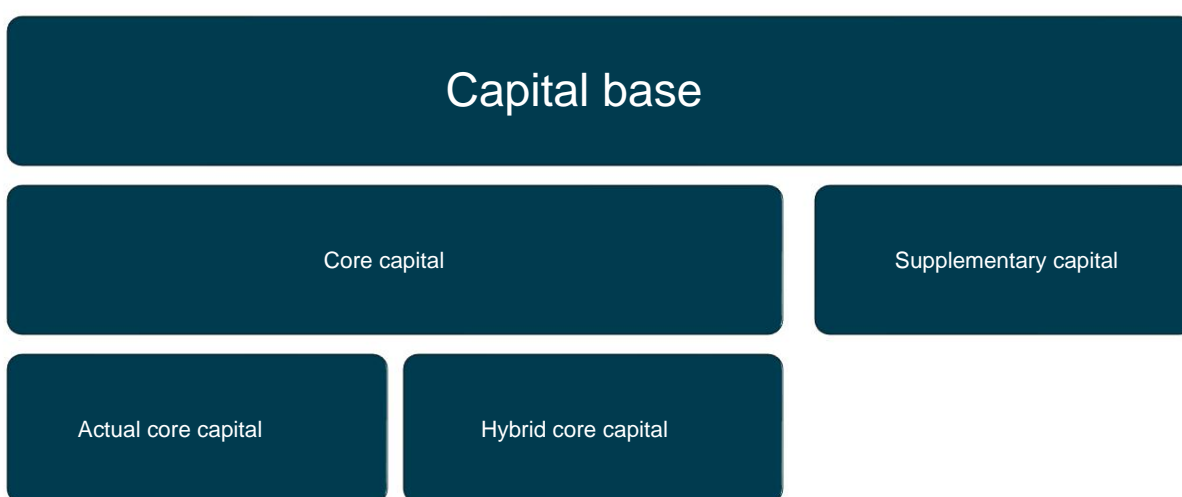 Capital base
Core capital
Supplementary capital
Actual core capital
Hybrid core capital